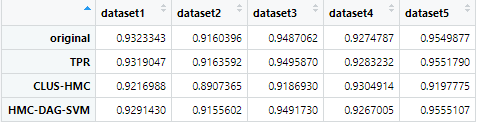 dataset1 dataset2 dataset3 dataset4 dataset5
original 0.9323343 0.9160396 0.9487062 0.9274787 0.9549877
TPR 0.9319047 0.9163592 0.9495870 0.9283232 0.9551790
CLUS-HMC 0.9216988 0.8907365 0.9186930 0.9304914 0.9197775
HMC-DAG-SVM 0.9291430 0.9155602 0.9491730 0.9267005 0.9555107